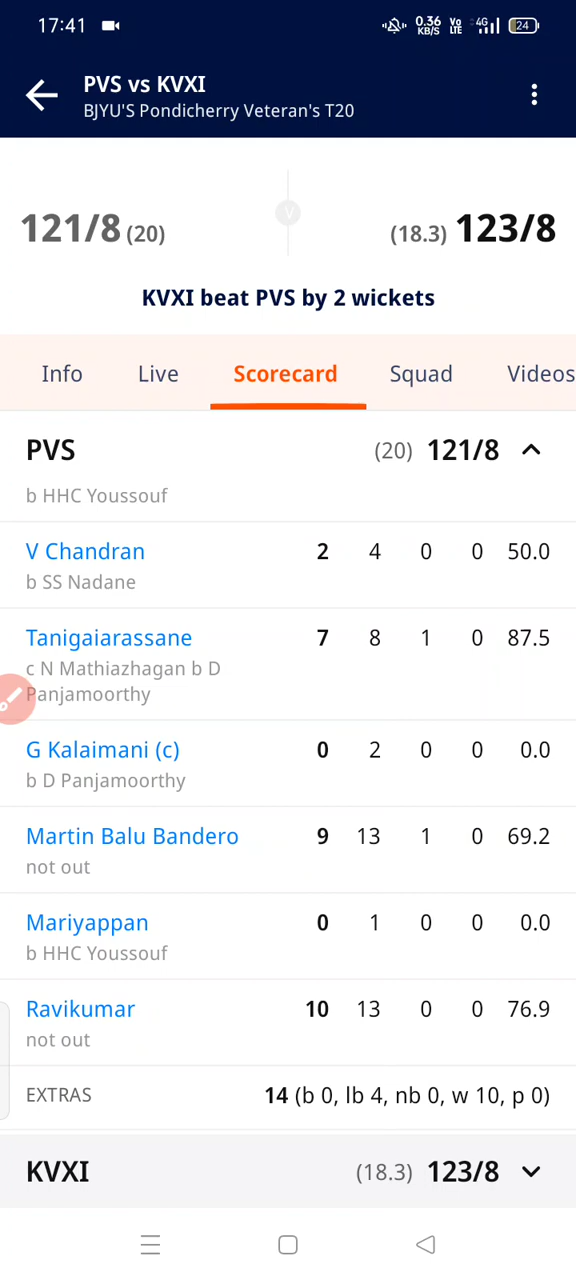 17:41 0.36 KB/S Vo LTE 4G 24
PVS vs KVXI
BJYU'S Pondicherry Veteran's T20
V
121/8 (20) (18.3) 123/8
KVXI beat PVS by 2 wickets
Info Live Scorecard Squad Videos
PVS (20) 121/8
b HHC Youssouf
V Chandran 2 4 0 0 50.0
b SS Nadane
Tanigaiarassane 7 8 1 0 87.5
c N Mathiazhagan b D
Panjamoorthy
G Kalaimani (c) 0 2 0 0 0.0
b D Panjamoorthy
Martin Balu Bandero 9 13 1 0 69.2
not out
Mariyappan 0 1 0 0 0.0
b HHC Youssouf
Ravikumar 10 13 0 0 76.9
not out
EXTRAS 14 (b 0, lb 4, nb 0, w 10, p 0)
KVXI (18.3) 123/8